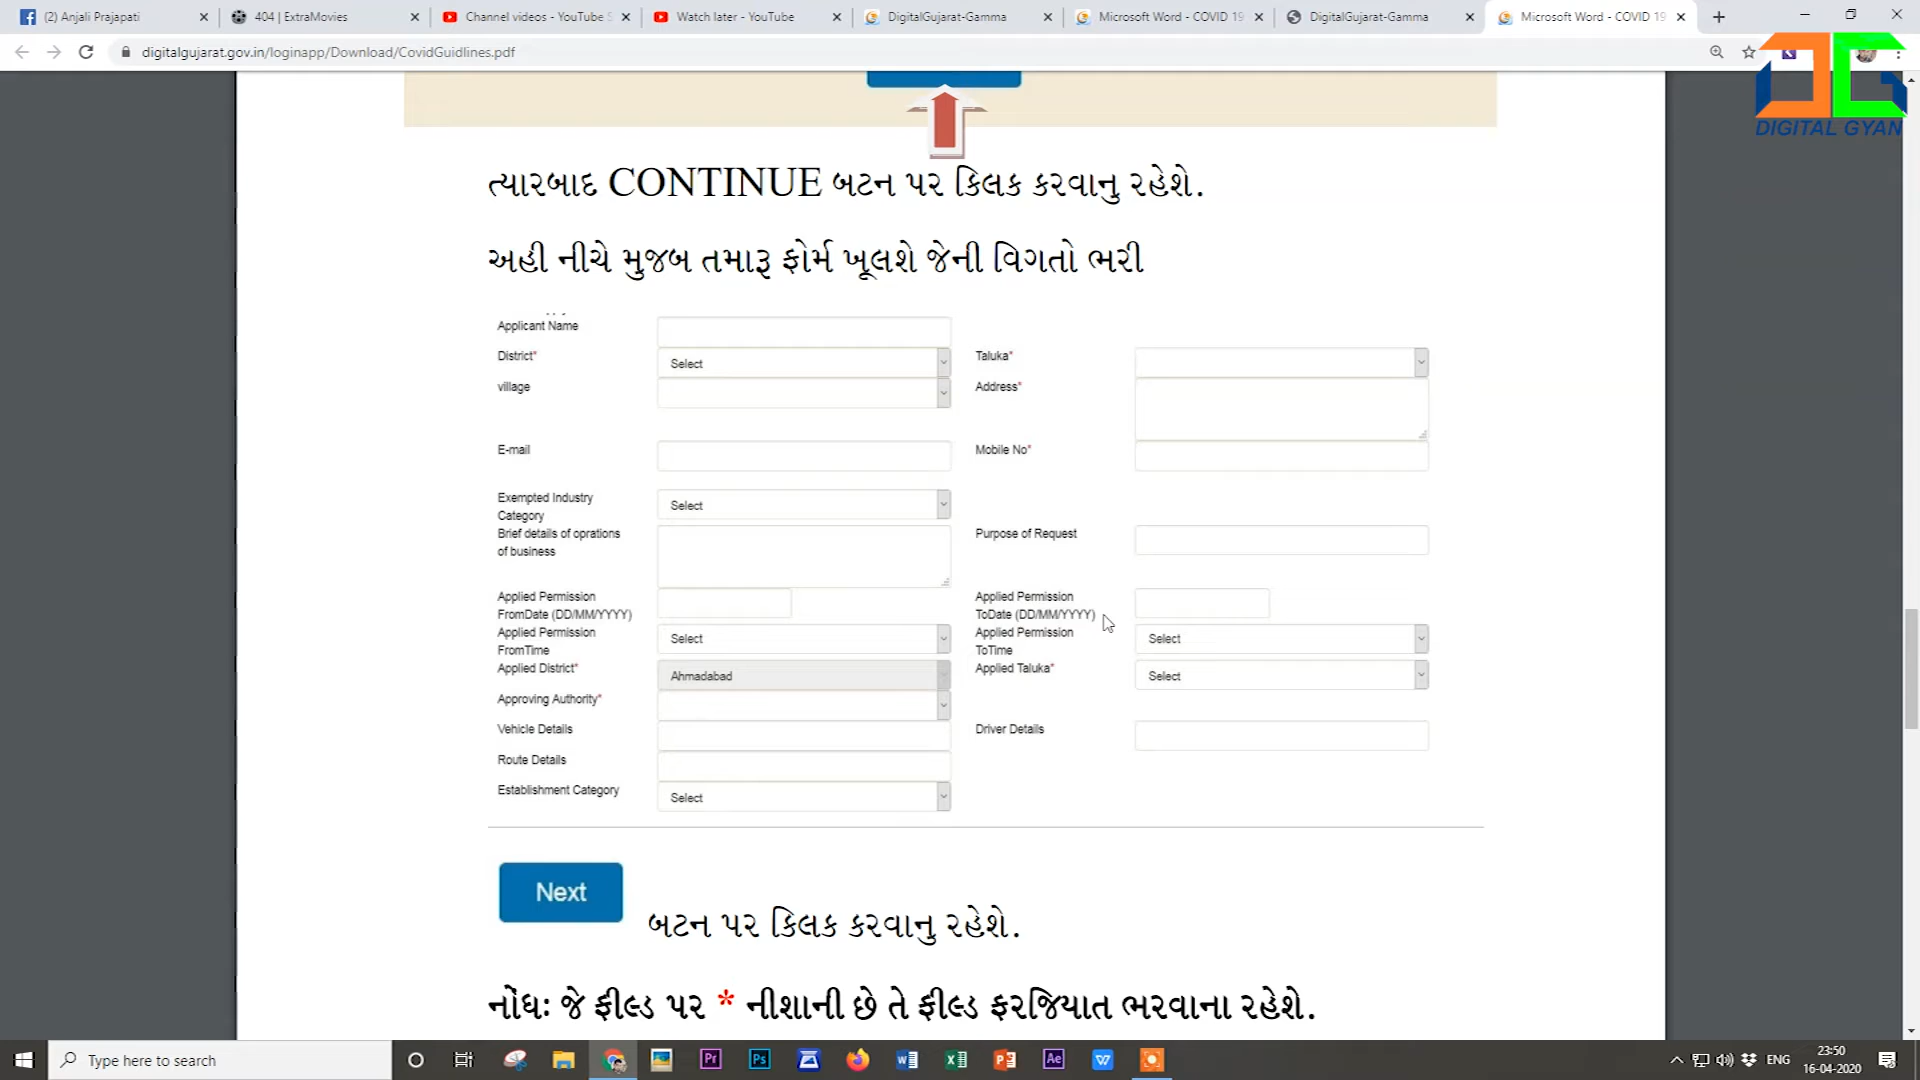 (2) Anjali Prajapati
404 | ExtraMovies
Channel videos - YouTube S
Watch later - YouTube
DigitalGujarat-Gamma
Microsoft Word - COVID 19
DigitalGujarat-Gamma
Microsoft Word - COVID 19
digitalgujarat.gov.in/loginapp/Download/CovidGuidlines.pdf
DIGITAL GYAN
ત્યારબાદ CONTINUE બટન પર કિલક કરવાનુ રહેશે.
અહી નીચે મુજબ તમારૂ ફોર્મ ખૂલશે જેની વિગતો ભરી
Applicant Name
District* Select Taluka*
village Address*
E-mail Mobile No*
Exempted Industry Category Select
Brief details of oprations of business Purpose of Request
Applied Permission FromDate (DD/MM/YYYY) Applied Permission ToDate (DD/MM/YYYY)
Applied Permission FromTime Select Applied Permission ToTime Select
Applied District* Ahmadabad Applied Taluka* Select
Approving Authority*
Vehicle Details Driver Details
Route Details
Establishment Category Select
Next બટન પર કિલક કરવાનુ રહેશે.
નોંધઃ જે ફીલ્ડ પર * નીશાની છે તે ફીલ્ડ ફરજિયાત ભરવાના રહેશે.
Type here to search
Pr
Ps
Ae
ENG
23:50
16-04-2020